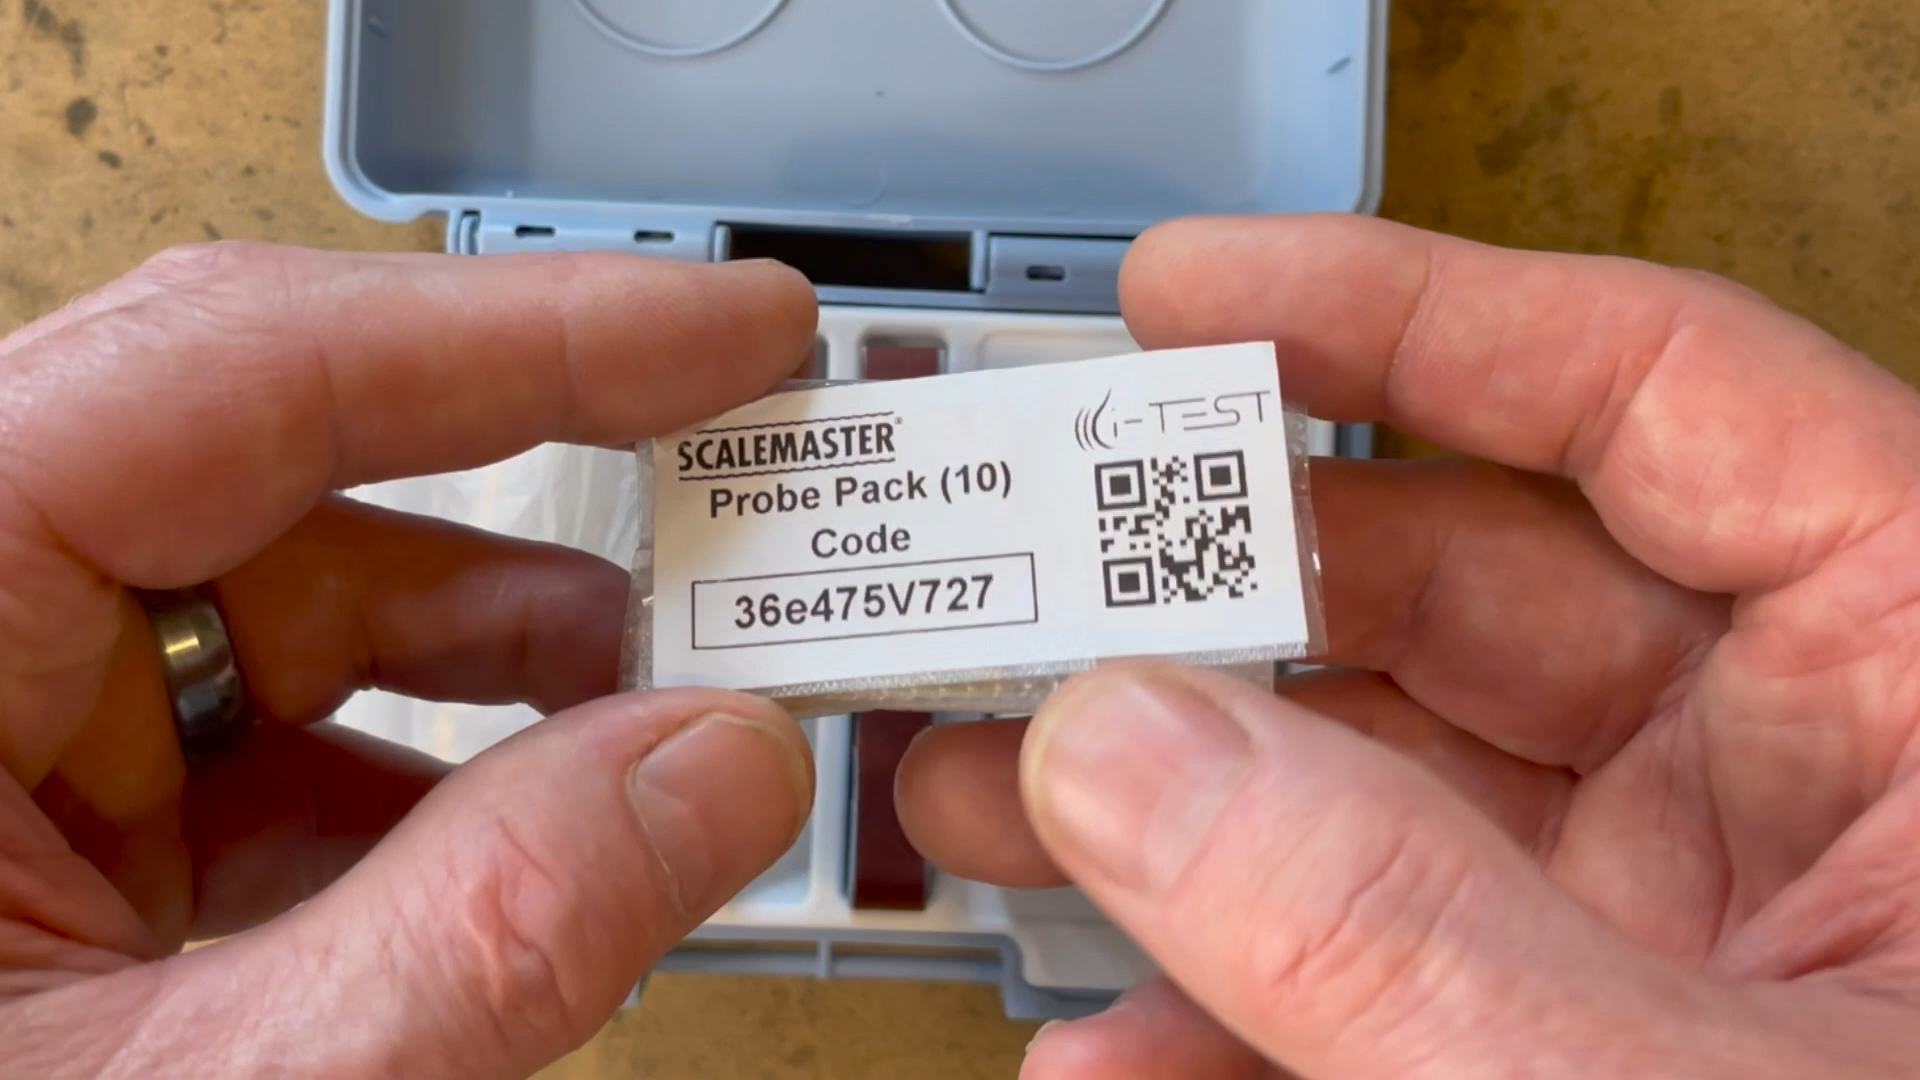 SCALEMASTER®
i-TEST
Probe Pack (10)
Code
36e475V727